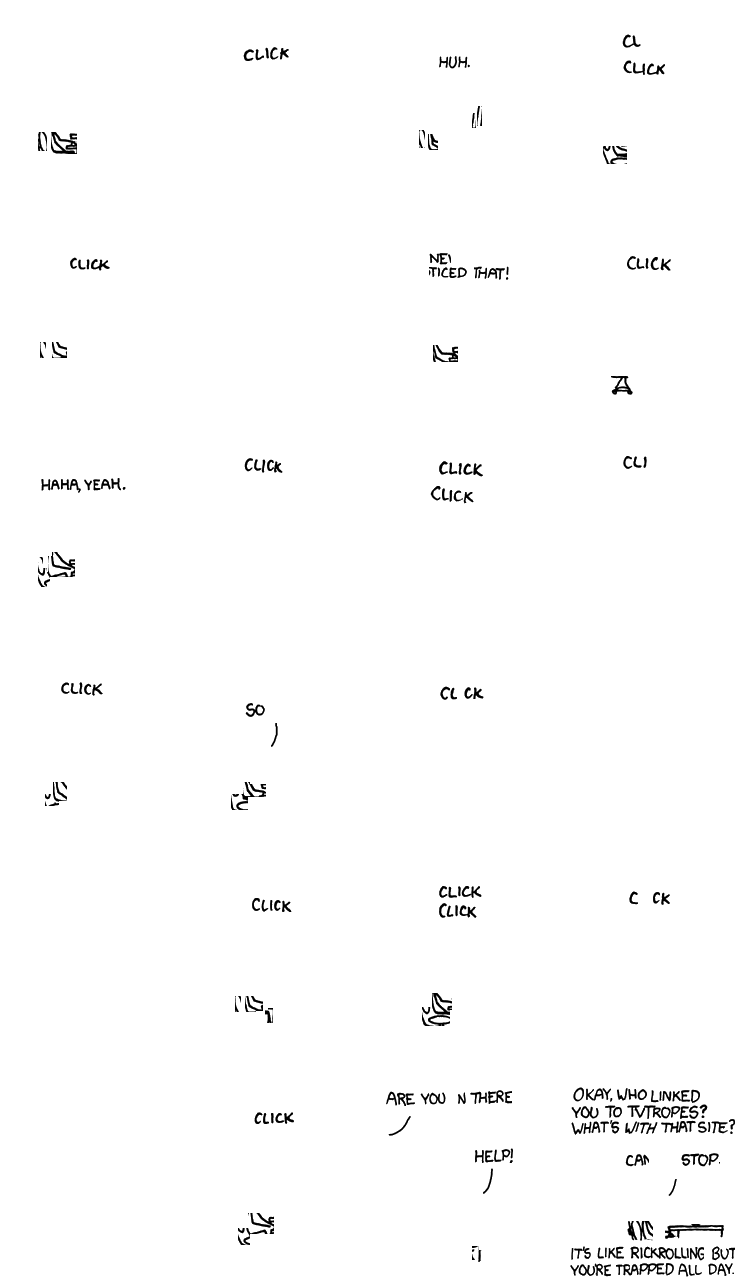 CLICK
HUH.
CL
CLICK
CLICK
TICED THAT!
CLICK
HAHA, YEAH.
CLICK
CLICK
CLICK
CLI
CLICK
SO
CL CK
CLICK
CLICK
CLICK
C CK
CLICK
ARE YOU N THERE
HELP!
OKAY, WHO LINKED
YOU TO TVTROPES?
WHAT'S WITH THAT SITE?
CAN STOP.
IT'S LIKE RICKROLLING BUT
YOU'RE TRAPPED ALL DAY.